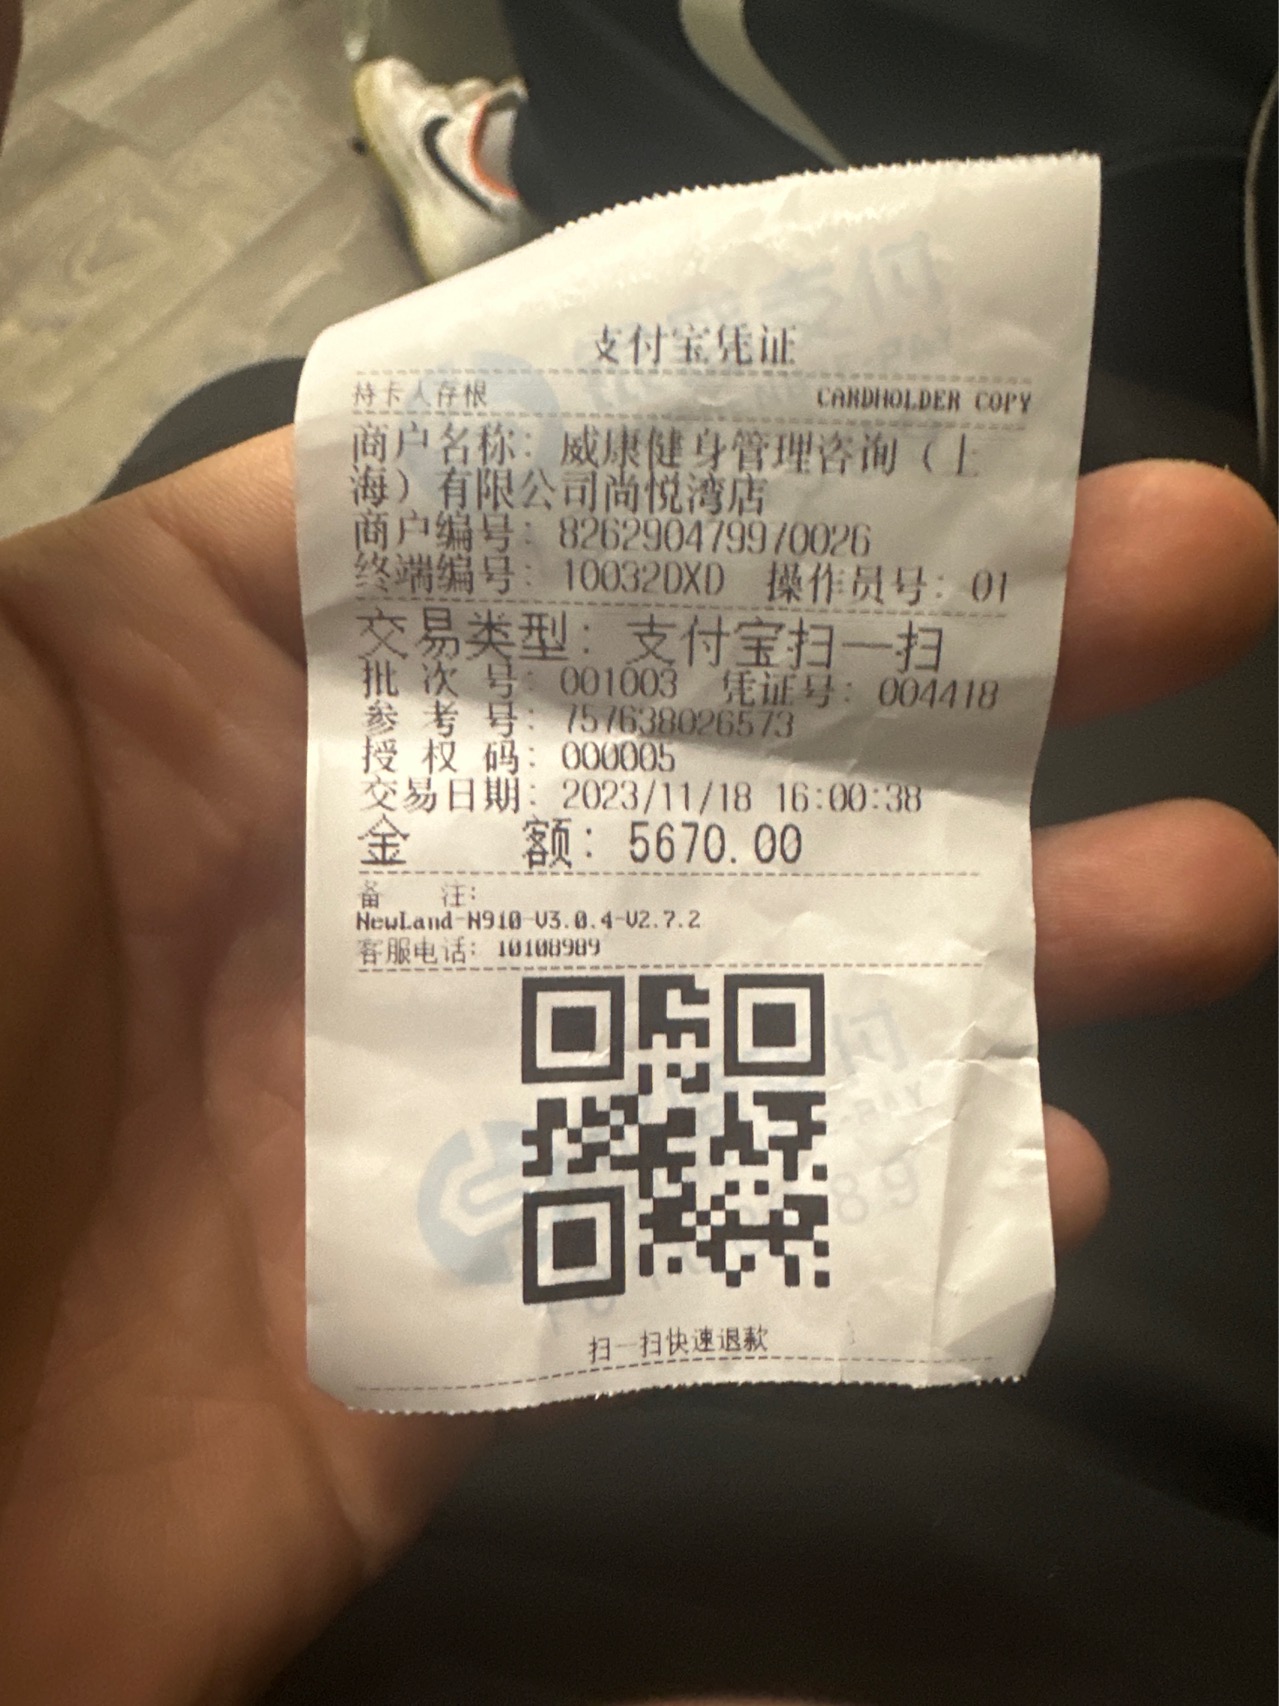 支付宝凭证
持卡人存根 CARDHOLDER COPY
商户名称：威康健身管理咨询（上
海）有限公司尚悦湾店
商户编号：826290479970026
终端编号：10032DXD 操作员号：01
交易类型：支付宝扫一扫
批次号：001003 凭证号：004418
参考号：757638026573
授权码：000005
交易日期：2023/11/18 16:00:38
金额：5670.00
备注：
NewLand-N910-V3.0.4-V2.7.2
客服电话：10108989
扫一扫快速退款